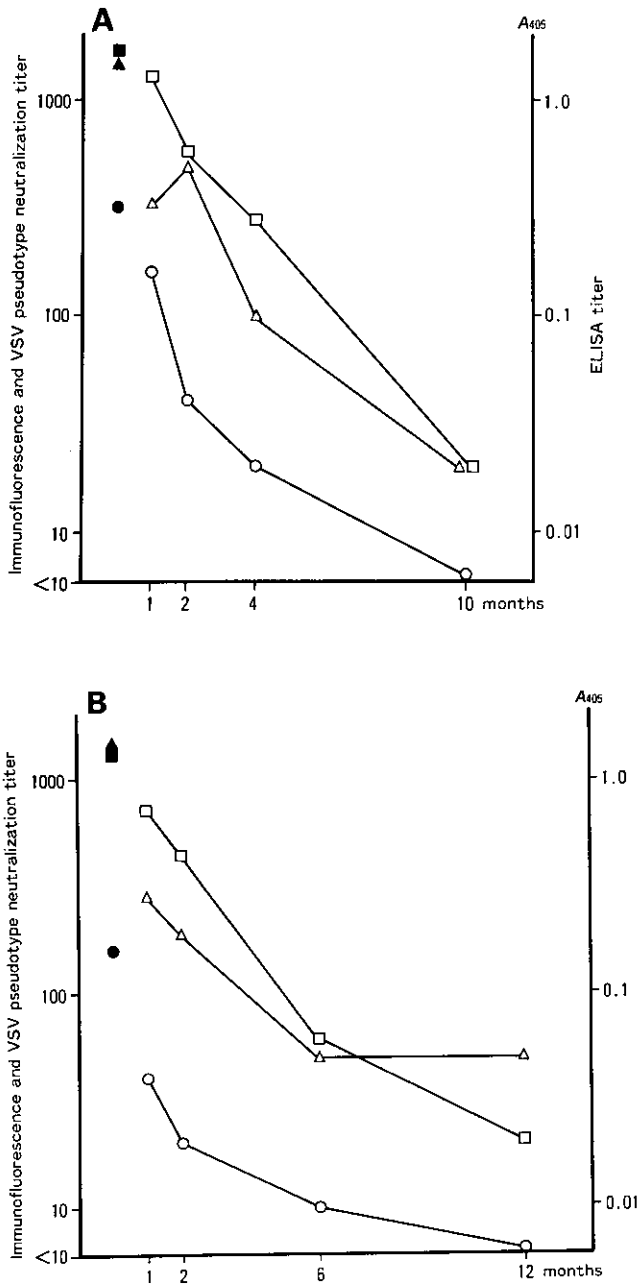 A
A405
Immunofluorescence and VSV pseudotype neutralization titer
1000
100
10
<10
1.0
0.1
0.01
ELISA titer
1 2 4 10 months
B
A405
Immunofluorescence and VSV pseudotype neutralization titer
1000
100
10
<10
1.0
0.1
0.01
1 2 6 12 months